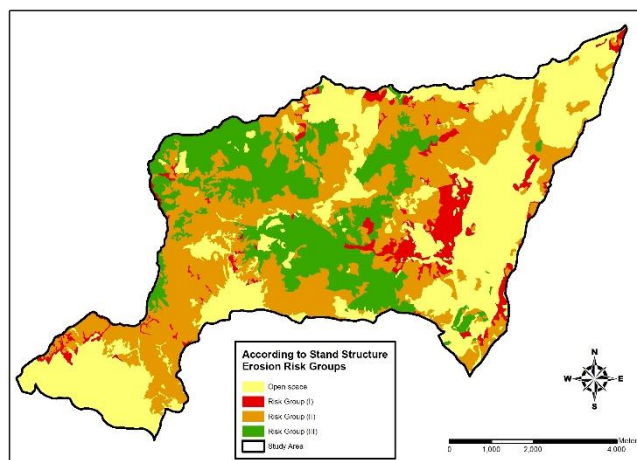 According to Stand Structure
Erosion Risk Groups
Open space
Risk Group (I)
Risk Group (II)
Risk Group (III)
Study Area
N
W E
S
0 1,000 2,000 4,000